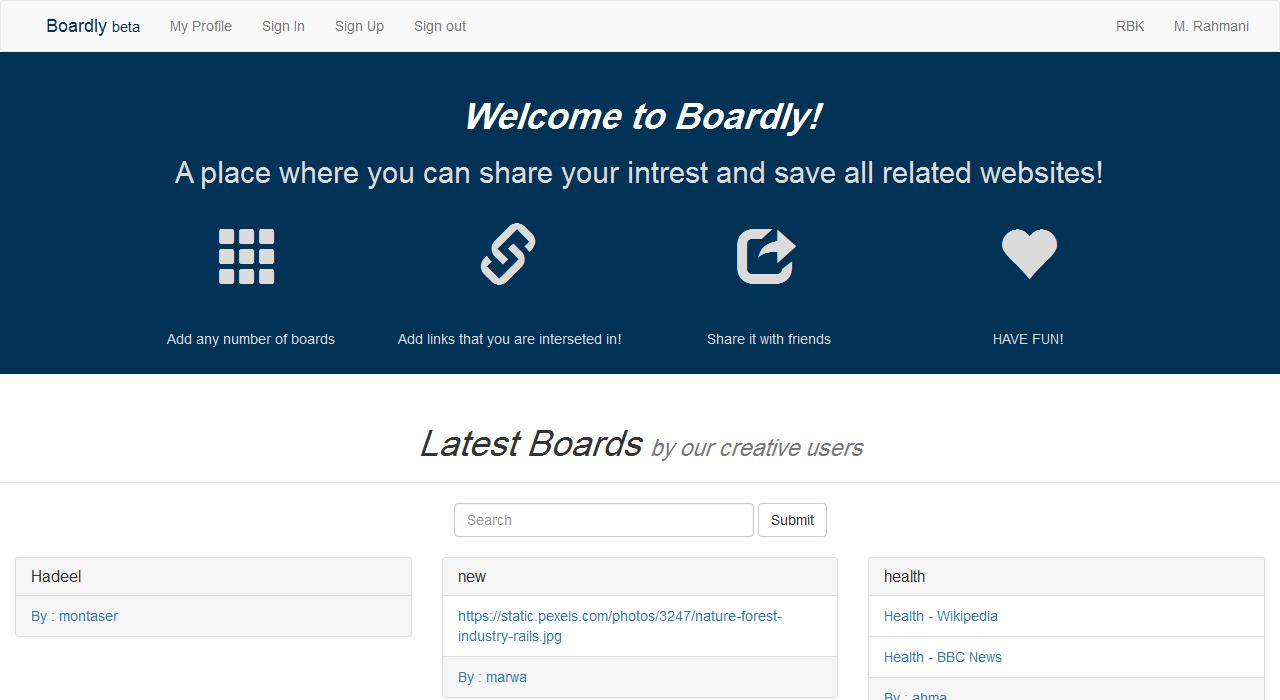 Boardly beta My Profile Sign In Sign Up Sign out RBK M. Rahmani
Welcome to Boardly!
A place where you can share your intrest and save all related websites!
Add any number of boards
Add links that you are interseted in!
Share it with friends
HAVE FUN!
Latest Boards by our creative users
Search Submit
Hadeel
By : montaser
new
https://static.pexels.com/photos/3247/nature-forest-
industry-rails.jpg
By : marwa
health
Health - Wikipedia
Health - BBC News
By : ahma